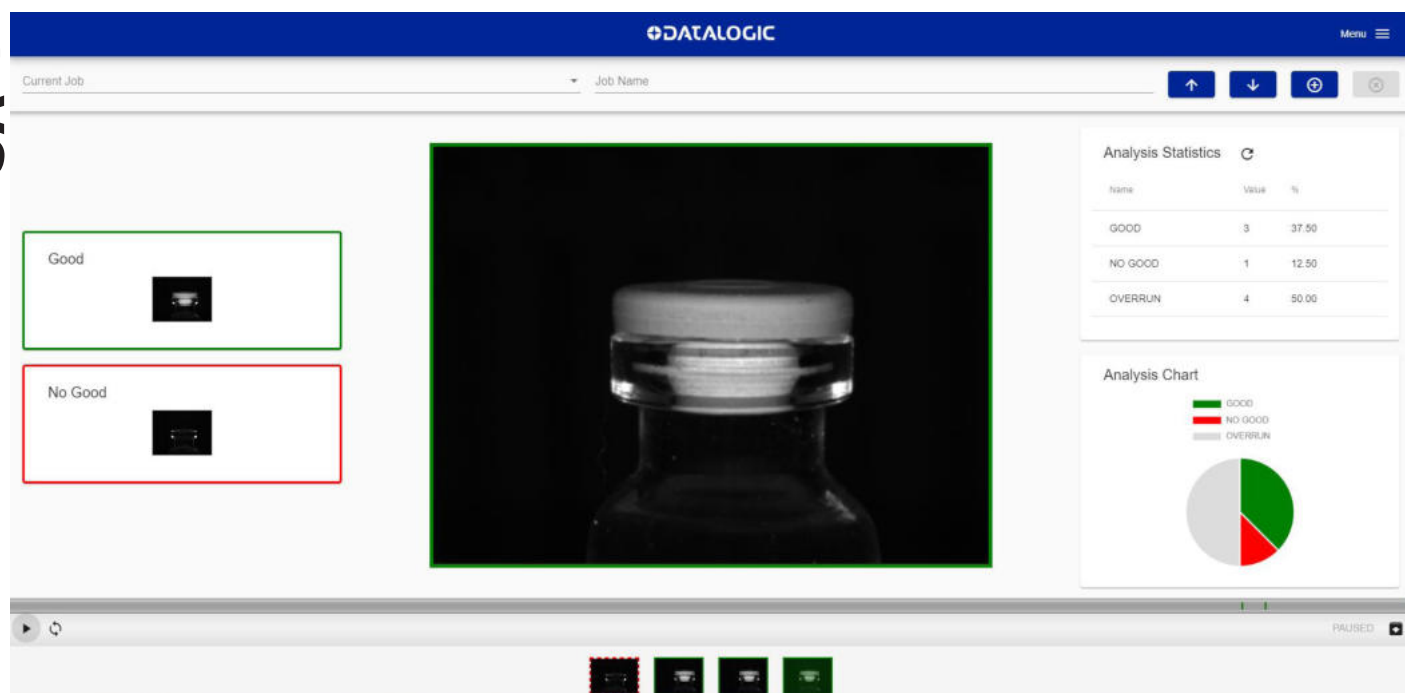 DATALOGIC
Menu
Current Job
Job Name
Good
No Good
Analysis Statistics
Name Value %
GOOD 3 37.50
NO GOOD 1 12.50
OVERRUN 4 50.00
Analysis Chart
GOOD
NO GOOD
OVERRUN
PAUSED